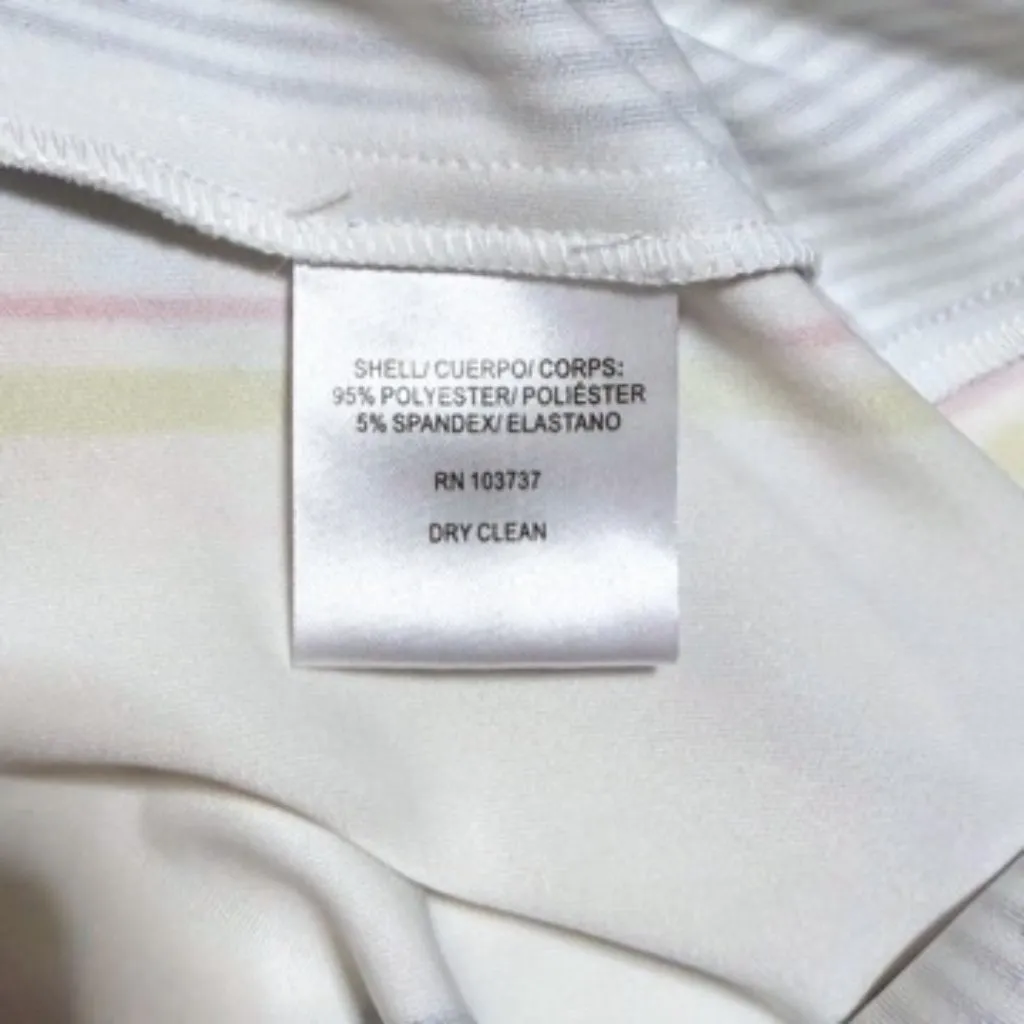 SHELL/ CUERPO/ CORPS:
95% POLYESTER/ POLIÉSTER
5% SPANDEX/ ELASTANO
RN 103737
DRY CLEAN